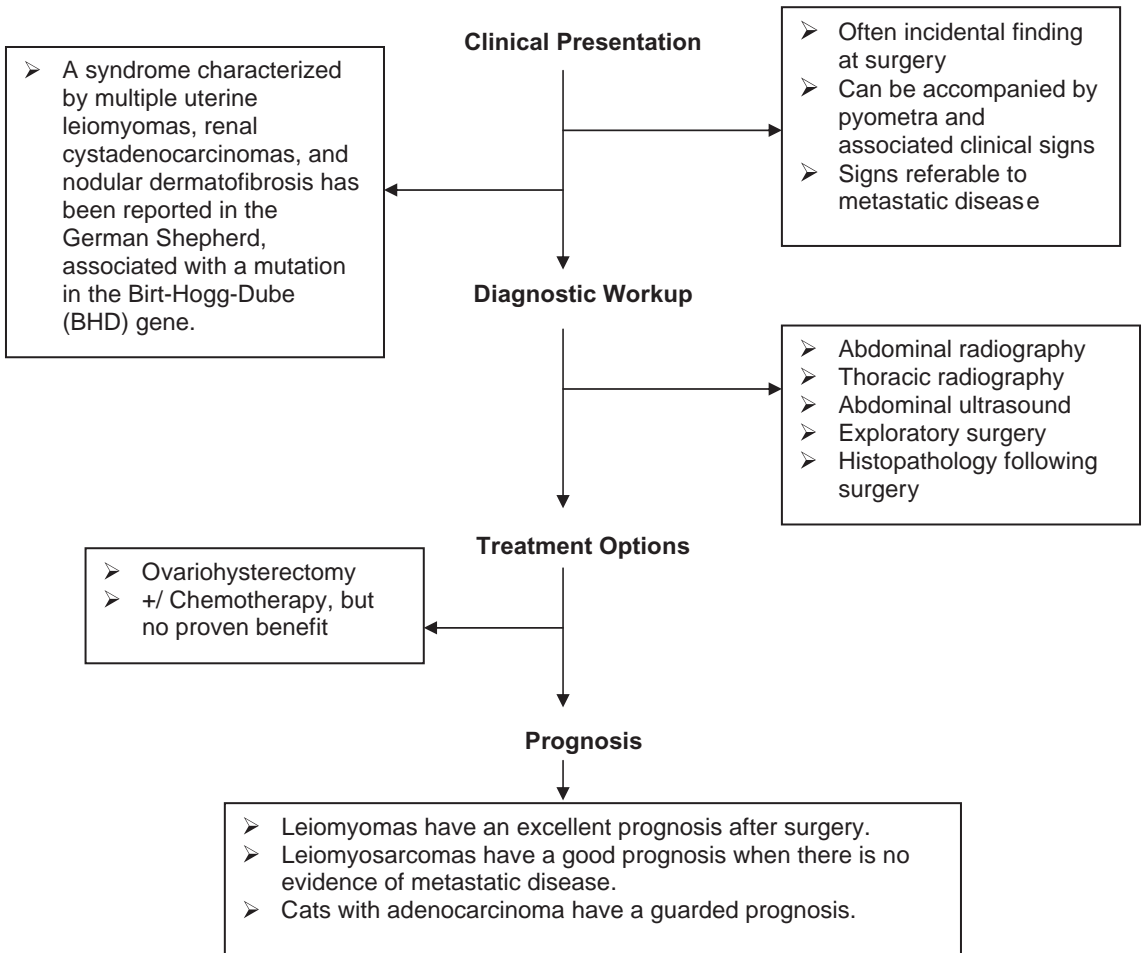 Clinical Presentation
➢ A syndrome characterized
by multiple uterine
leiomyomas, renal
cystadenocarcinomas, and
nodular dermatofibrosis has
been reported in the
German Shepherd,
associated with a mutation
in the Birt-Hogg-Dube
(BHD) gene.
➢ Often incidental finding
at surgery
➢ Can be accompanied by
pyometra and
associated clinical signs
➢ Signs referable to
metastatic disease
Diagnostic Workup
➢ Abdominal radiography
➢ Thoracic radiography
➢ Abdominal ultrasound
➢ Exploratory surgery
➢ Histopathology following
surgery
Treatment Options
➢ Ovariohysterectomy
➢ +/ Chemotherapy, but
no proven benefit
Prognosis
➢ Leiomyomas have an excellent prognosis after surgery.
➢ Leiomyosarcomas have a good prognosis when there is no
evidence of metastatic disease.
➢ Cats with adenocarcinoma have a guarded prognosis.